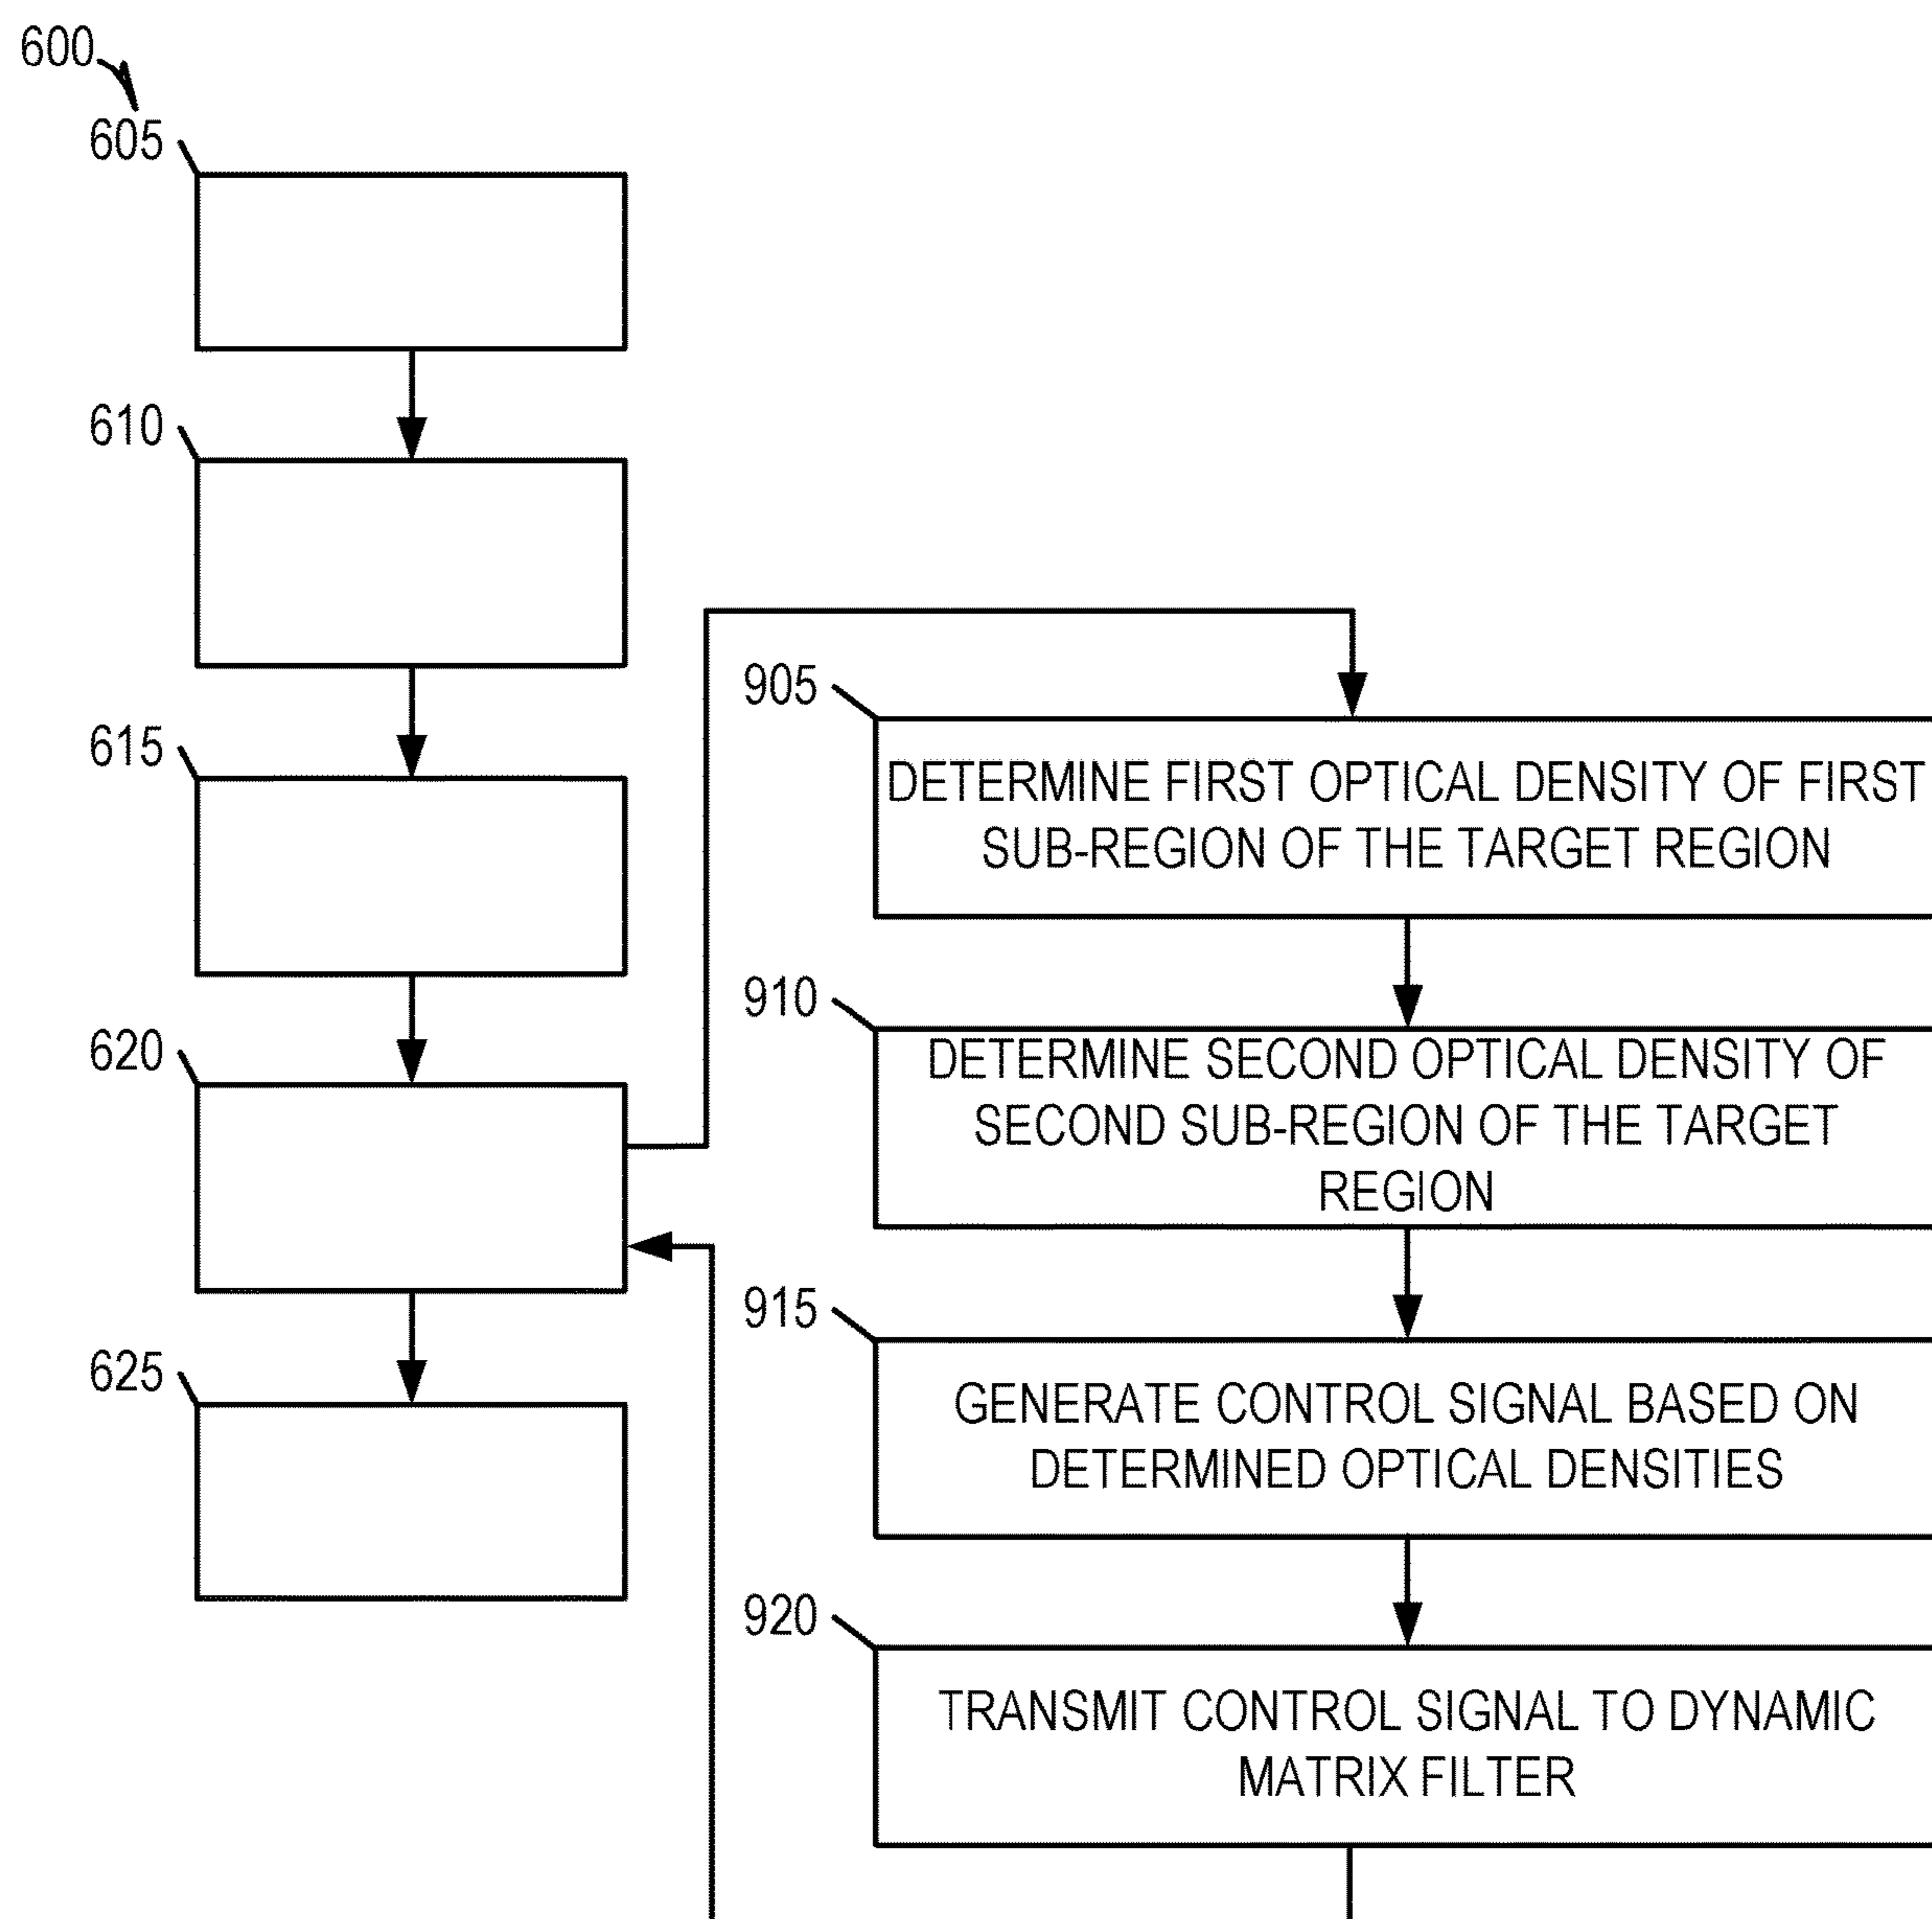 600
605
610
615
620
625
905
DETERMINE FIRST OPTICAL DENSITY OF FIRST
SUB-REGION OF THE TARGET REGION
910
DETERMINE SECOND OPTICAL DENSITY OF
SECOND SUB-REGION OF THE TARGET
REGION
915
GENERATE CONTROL SIGNAL BASED ON
DETERMINED OPTICAL DENSITIES
920
TRANSMIT CONTROL SIGNAL TO DYNAMIC
MATRIX FILTER